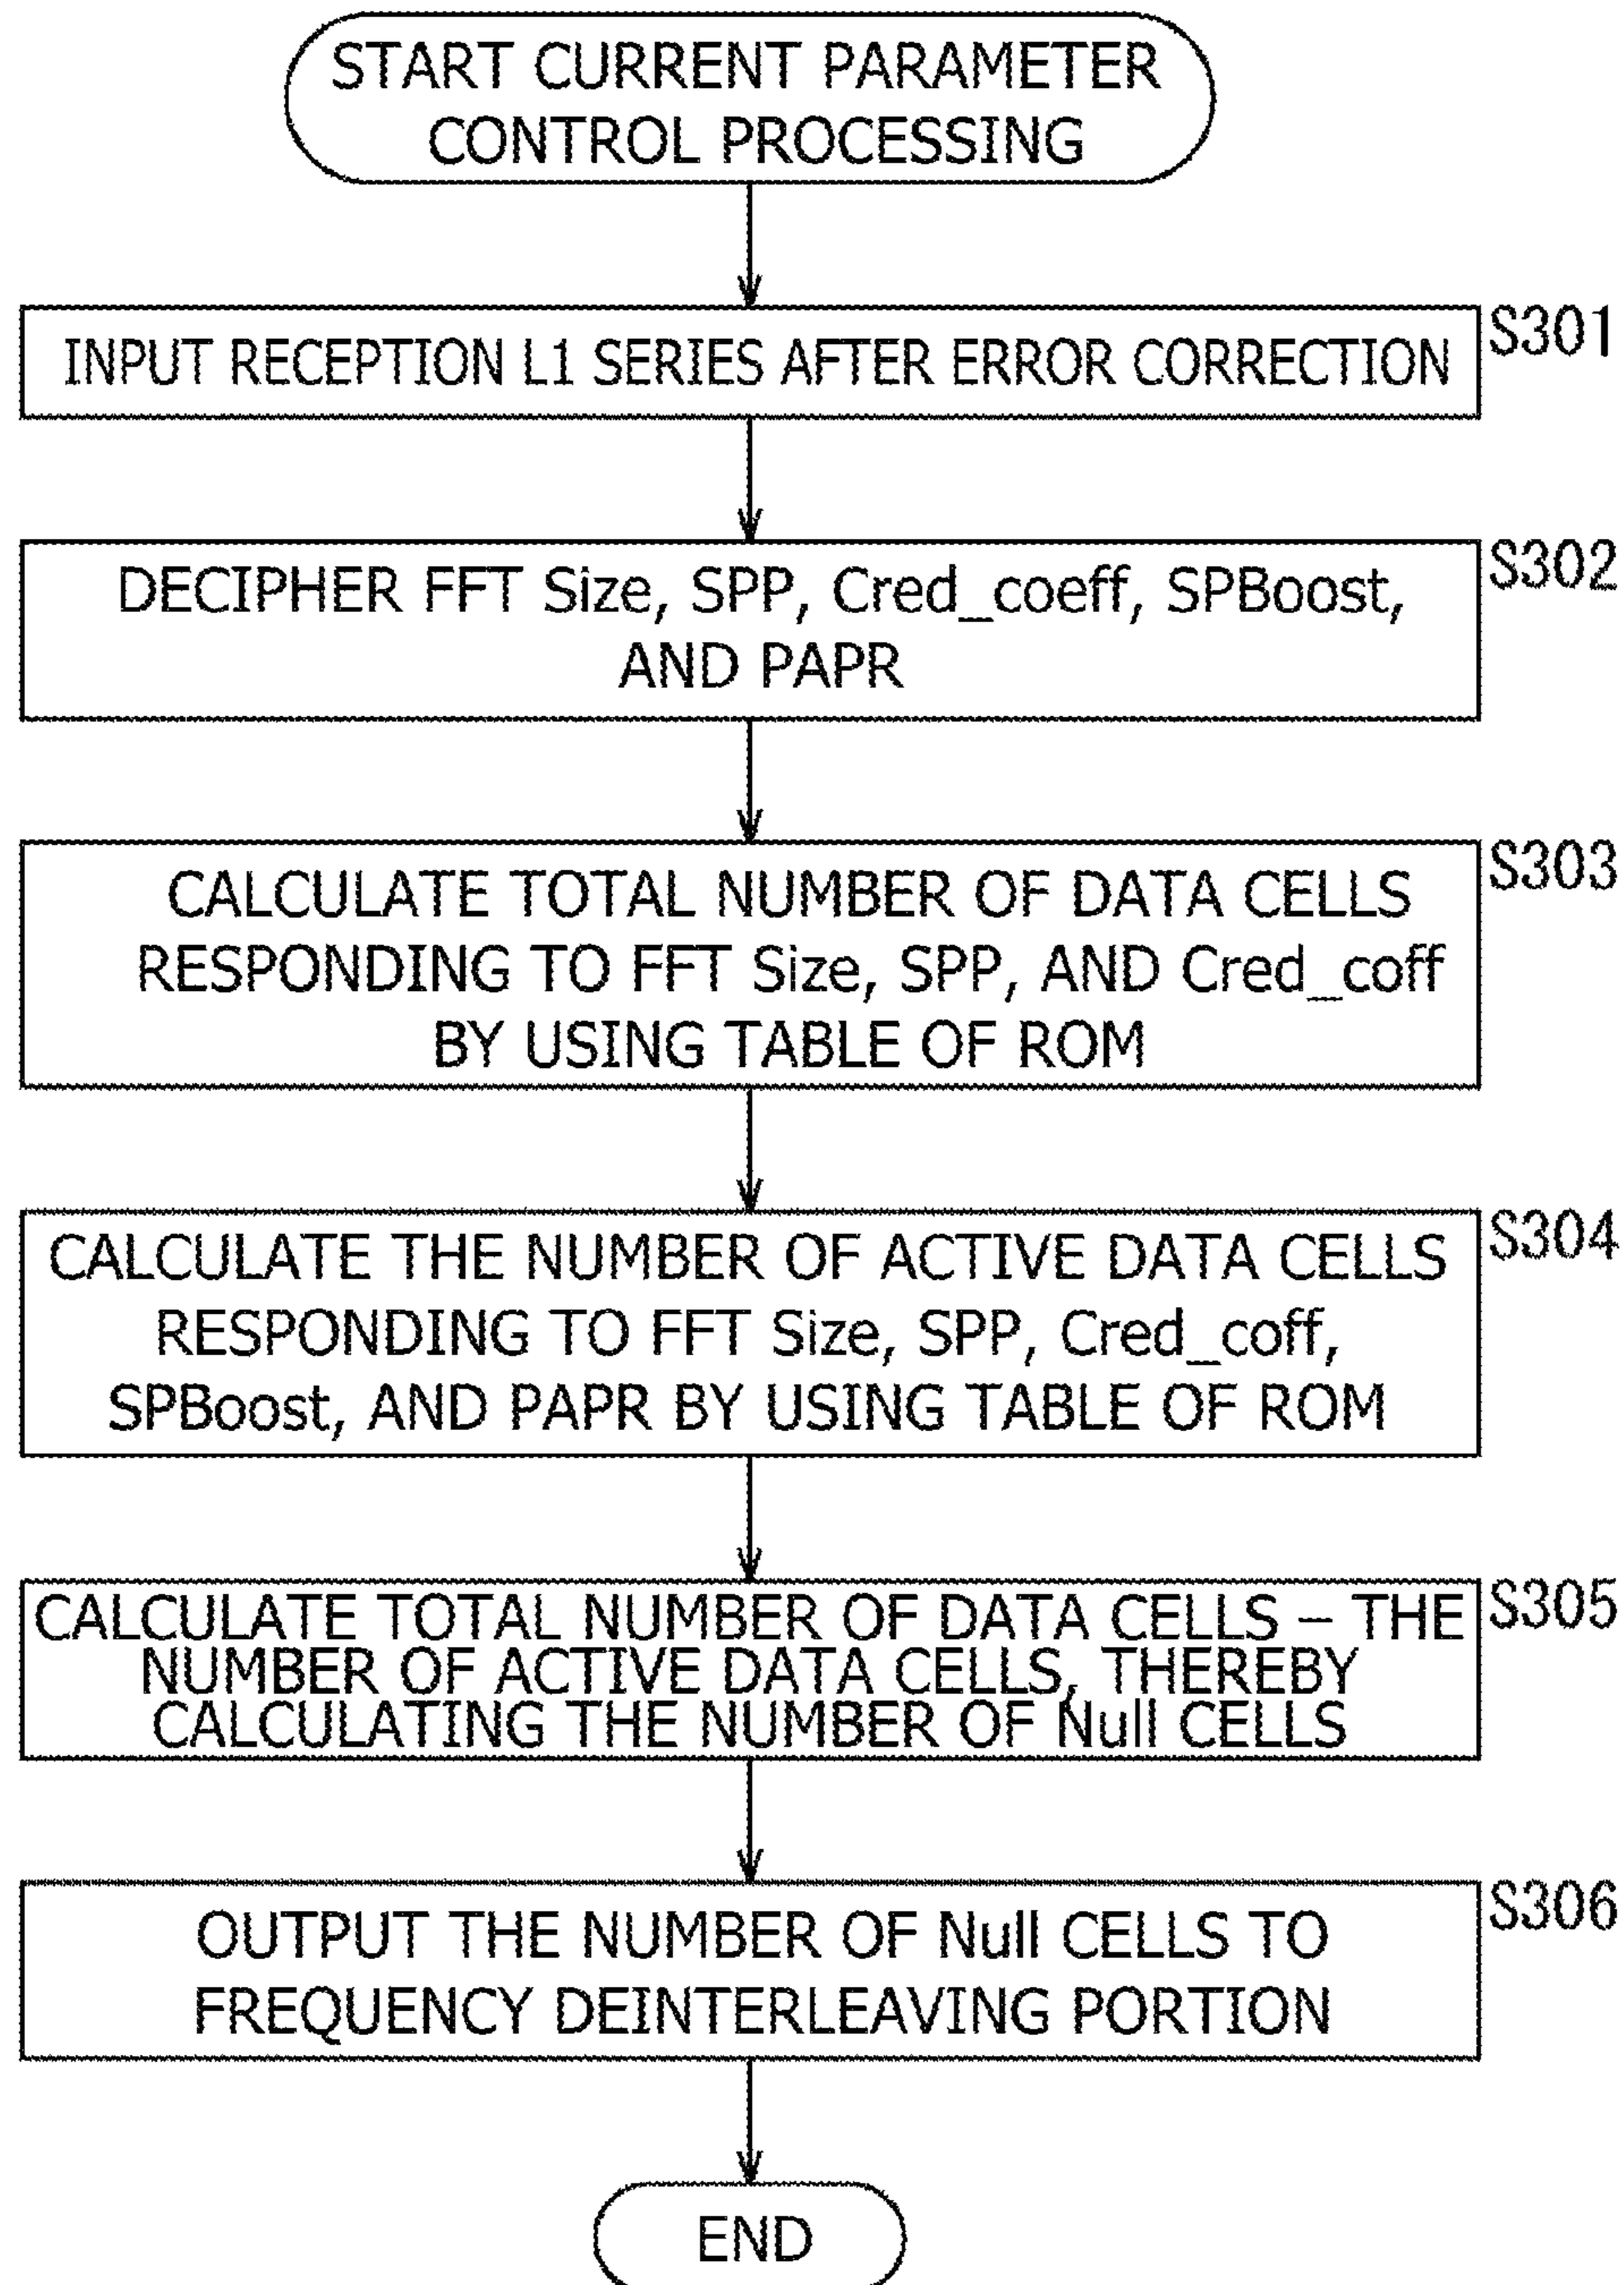 START CURRENT PARAMETER
CONTROL PROCESSING
INPUT RECEPTION L1 SERIES AFTER ERROR CORRECTION
S301
DECIPHER FFT Size, SPP, Cred_coeff, SPBoost,
AND PAPR
S302
CALCULATE TOTAL NUMBER OF DATA CELLS
RESPONDING TO FFT Size, SPP, AND Cred_coff
BY USING TABLE OF ROM
S303
CALCULATE THE NUMBER OF ACTIVE DATA CELLS
RESPONDING TO FFT Size, SPP, Cred_coff,
SPBoost, AND PAPR BY USING TABLE OF ROM
S304
CALCULATE TOTAL NUMBER OF DATA CELLS – THE
NUMBER OF ACTIVE DATA CELLS, THEREBY
CALCULATING THE NUMBER OF Null CELLS
S305
OUTPUT THE NUMBER OF Null CELLS TO
FREQUENCY DEINTERLEAVING PORTION
S306
END